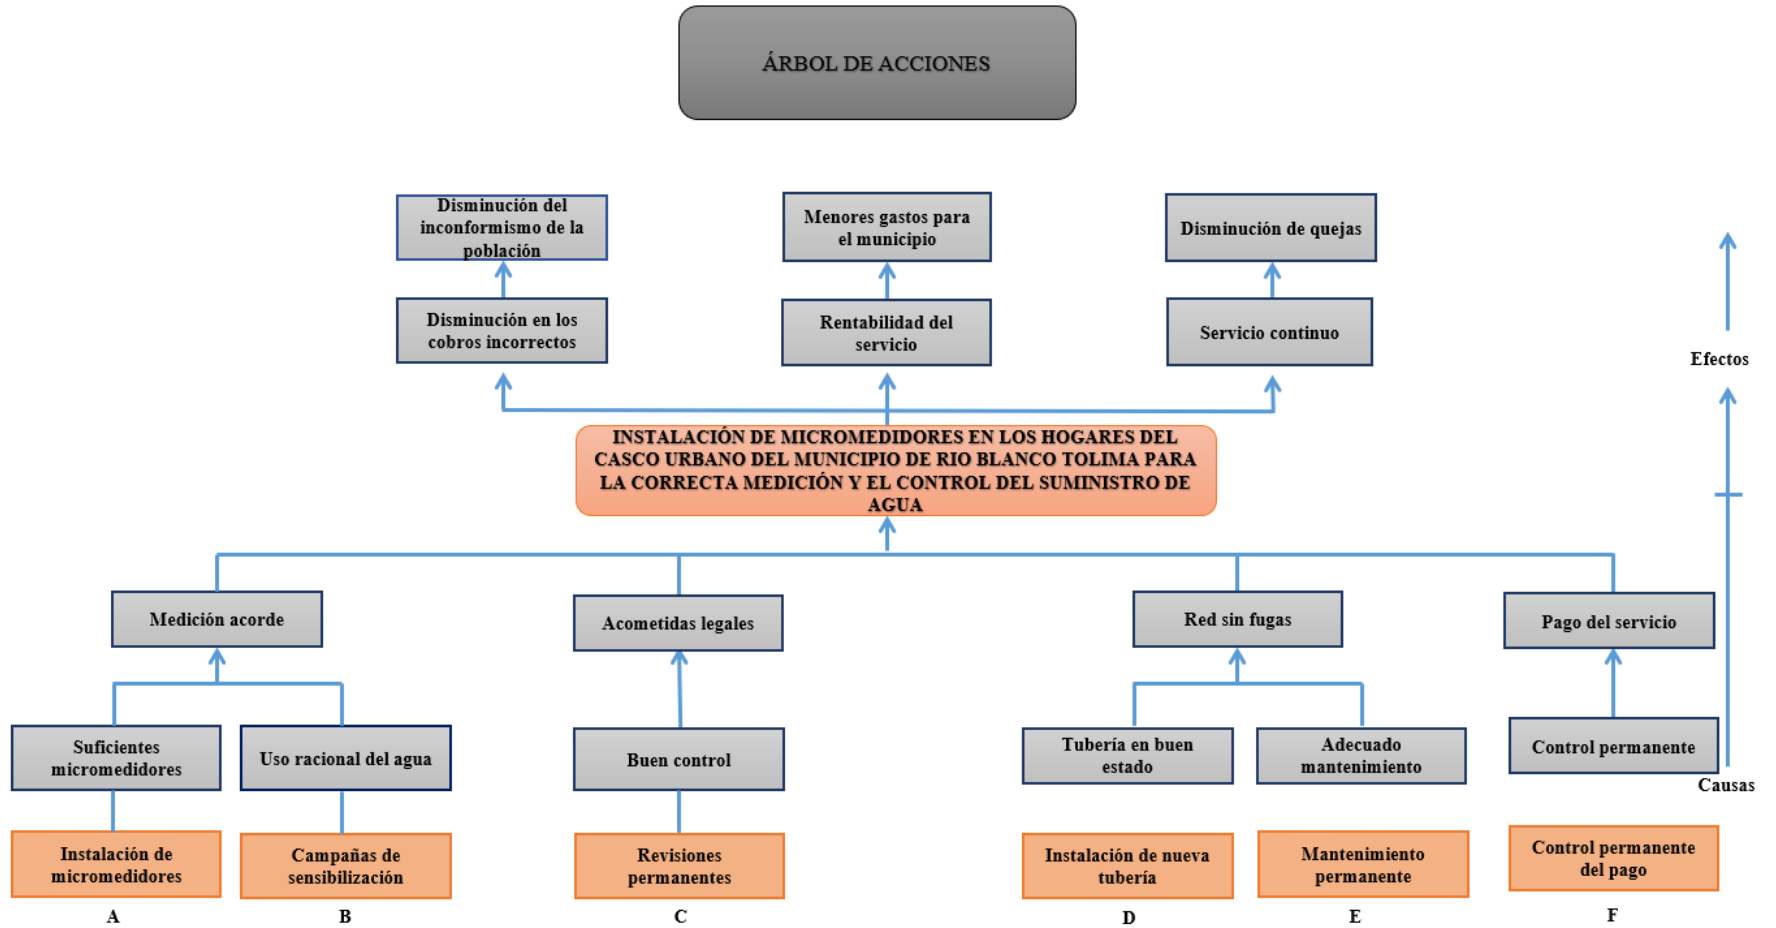 ÁRBOL DE ACCIONES
Disminución del
inconformismo de la
población
Menores gastos para
el municipio
Disminución de quejas
Disminución en los
cobros incorrectos
Rentabilidad del
servicio
Servicio continuo
Efectos
INSTALACIÓN DE MICROMEDIDORES EN LOS HOGARES DEL
CASCO URBANO DEL MUNICIPIO DE RIO BLANCO TOLIMA PARA
LA CORRECTA MEDICIÓN Y EL CONTROL DEL SUMINISTRO DE
AGUA
Medición acorde
Acometidas legales
Red sin fugas
Pago del servicio
Suficientes
micromedidores
Uso racional del agua
Buen control
Tubería en buen
estado
Adecuado
mantenimiento
Control permanente
Causas
Instalación de
micromedidores
Campañas de
sensibilización
Revisiones
permanentes
Instalación de nueva
tubería
Mantenimiento
permanente
Control permanente
del pago
A
B
C
D
E
F